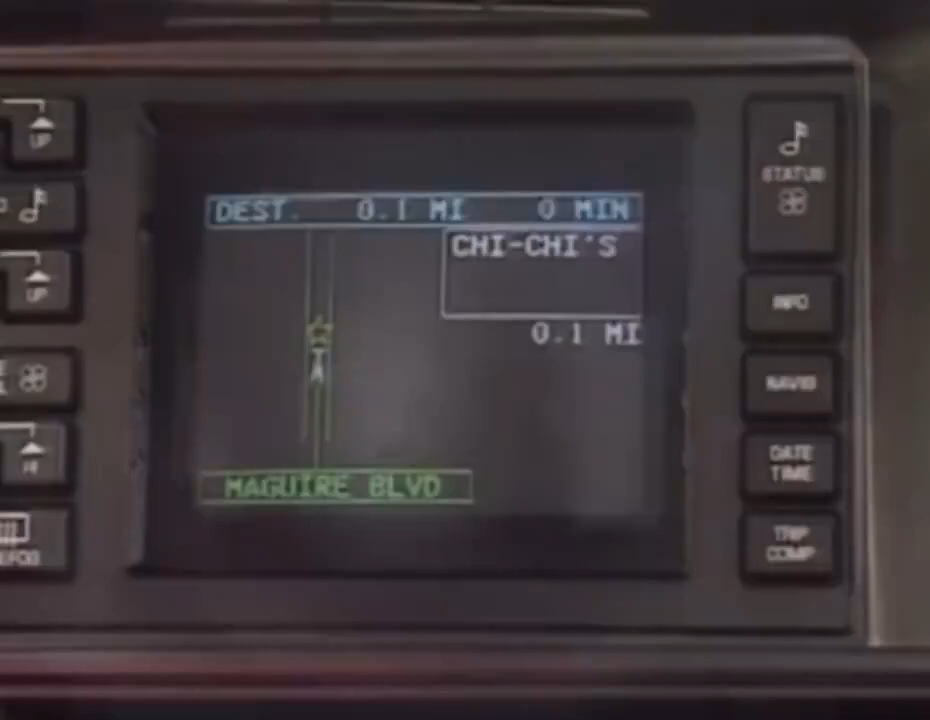 UP
UP
DEST. 0.1 MI 0 MIN
CHI-CHI'S
0.1 MI
MAGUIRE BLVD
STATUS
INFO
NAVIG
DATE
TIME
TRIP
COMP